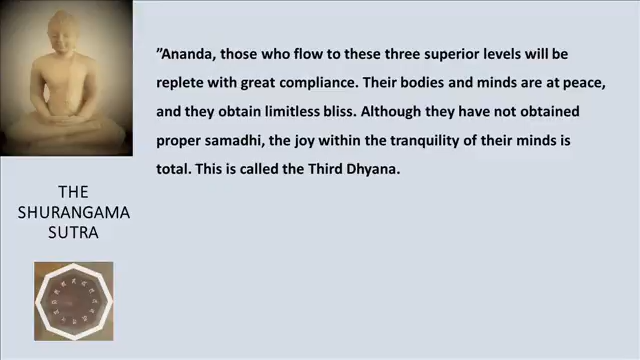 ”Ananda, those who flow to these three superior levels will be
replete with great compliance. Their bodies and minds are at peace,
and they obtain limitless bliss. Although they have not obtained
proper samadhi, the joy within the tranquility of their minds is
total. This is called the Third Dhyana.
THE
SHURANGAMA
SUTRA